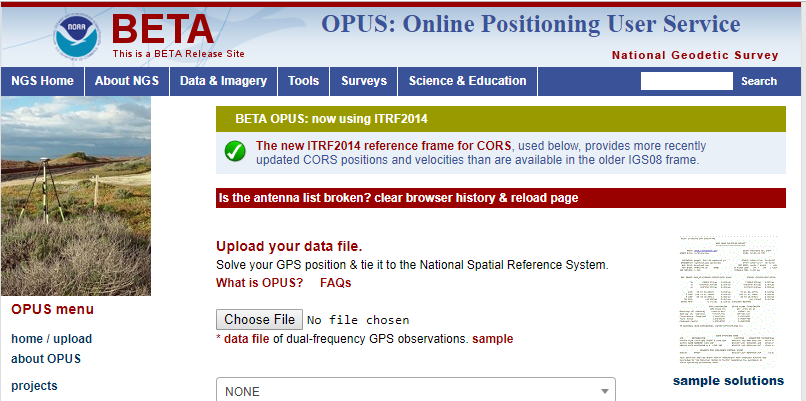 NOAA
BETA
This is a BETA Release Site
OPUS: Online Positioning User Service
National Geodetic Survey
NGS Home
About NGS
Data & Imagery
Tools
Surveys
Science & Education
Search
BETA OPUS: now using ITRF2014
The new ITRF2014 reference frame for CORS, used below, provides more recently
updated CORS positions and velocities than are available in the older IGS08 frame.
Is the antenna list broken? clear browser history & reload page
Upload your data file.
Solve your GPS position & tie it to the National Spatial Reference System.
What is OPUS? FAQs
Choose File No file chosen
* data file of dual-frequency GPS observations. sample
NONE
sample solutions
OPUS menu
home / upload
about OPUS
projects